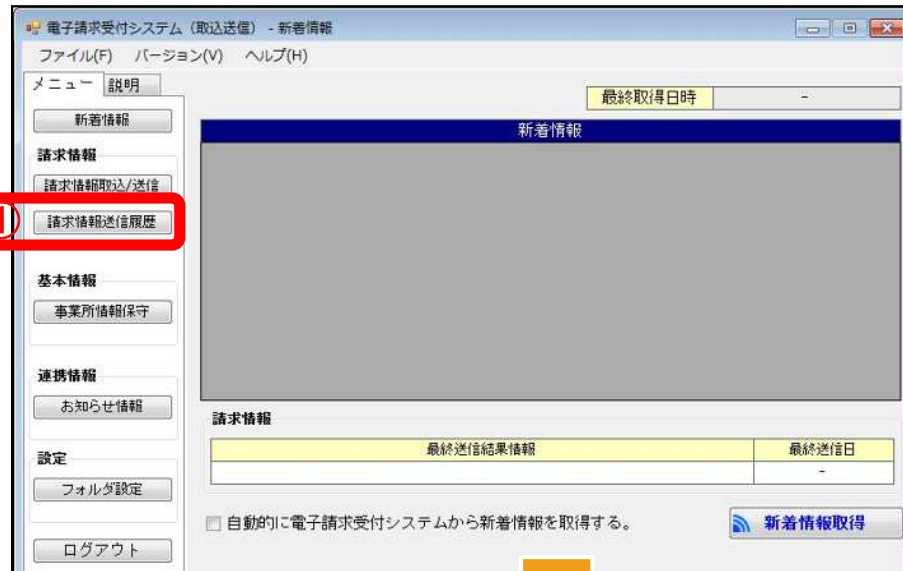 電子請求受付システム（取込送信） - 新着情報
ファイル(F) バージョン(V) ヘルプ(H)
メニュー 説明
最終取得日時 -
新着情報
新着情報
請求情報
請求情報取込/送信
① 請求情報送信履歴
基本情報
事業所情報保守
連携情報
お知らせ情報
請求情報
最終送信結果情報 最終送信日
-
設定
フォルダ設定
自動的に電子請求受付システムから新着情報を取得する。
新着情報取得
ログアウト